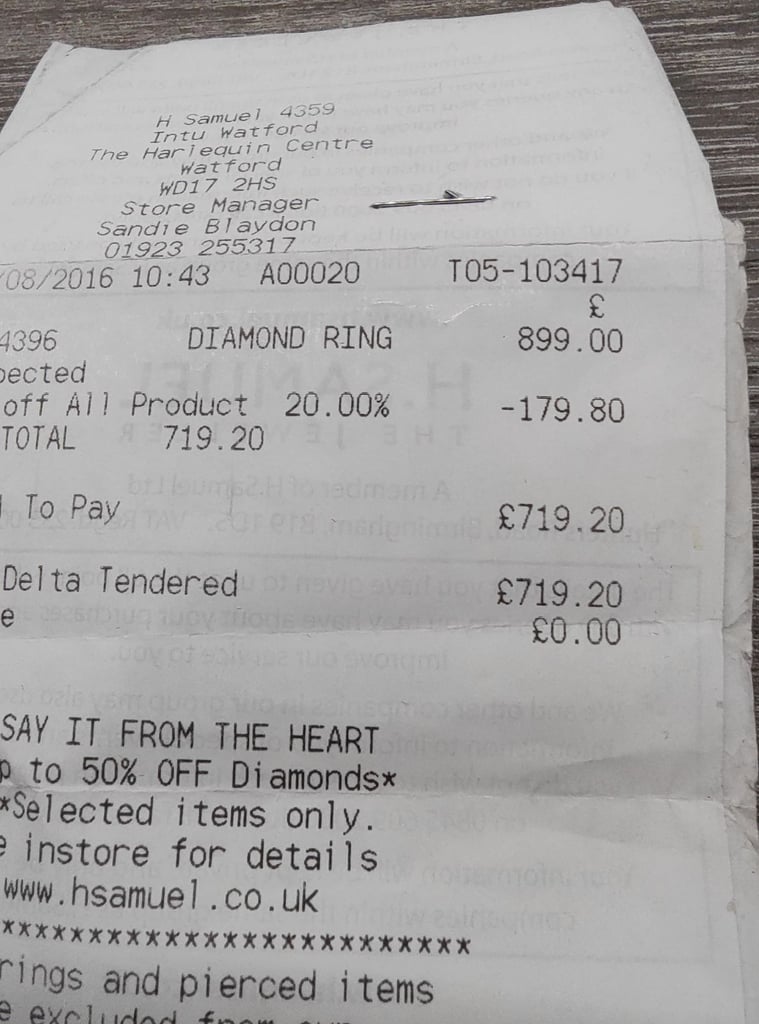 H Samuel 4359
Intu Watford
The Harlequin Centre
Watford
WD17 2HS
Store Manager
Sandie Blaydon
01923 255317
/08/2016 10:43 A00020 T05-103417
£
4396 DIAMOND RING 899.00
pected
off All Product 20.00% -179.80
TOTAL 719.20
To Pay £719.20
Delta Tendered £719.20
e £0.00
SAY IT FROM THE HEART
p to 50% OFF Diamonds*
*Selected items only.
e instore for details
www.hsamuel.co.uk
*************************
rings and pierced items
e excluded from